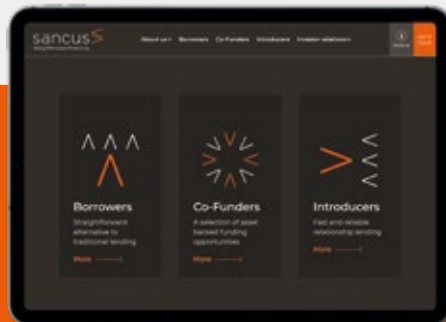 sancus
About us Borrowers Co-Funders Introducers Investor relations
Borrowers
Straightforward
alternative to
traditional lending
More
Co-Funders
A selection of asset
backed funding
opportunities
More
Introducers
Fast and reliable
relationship lending
More